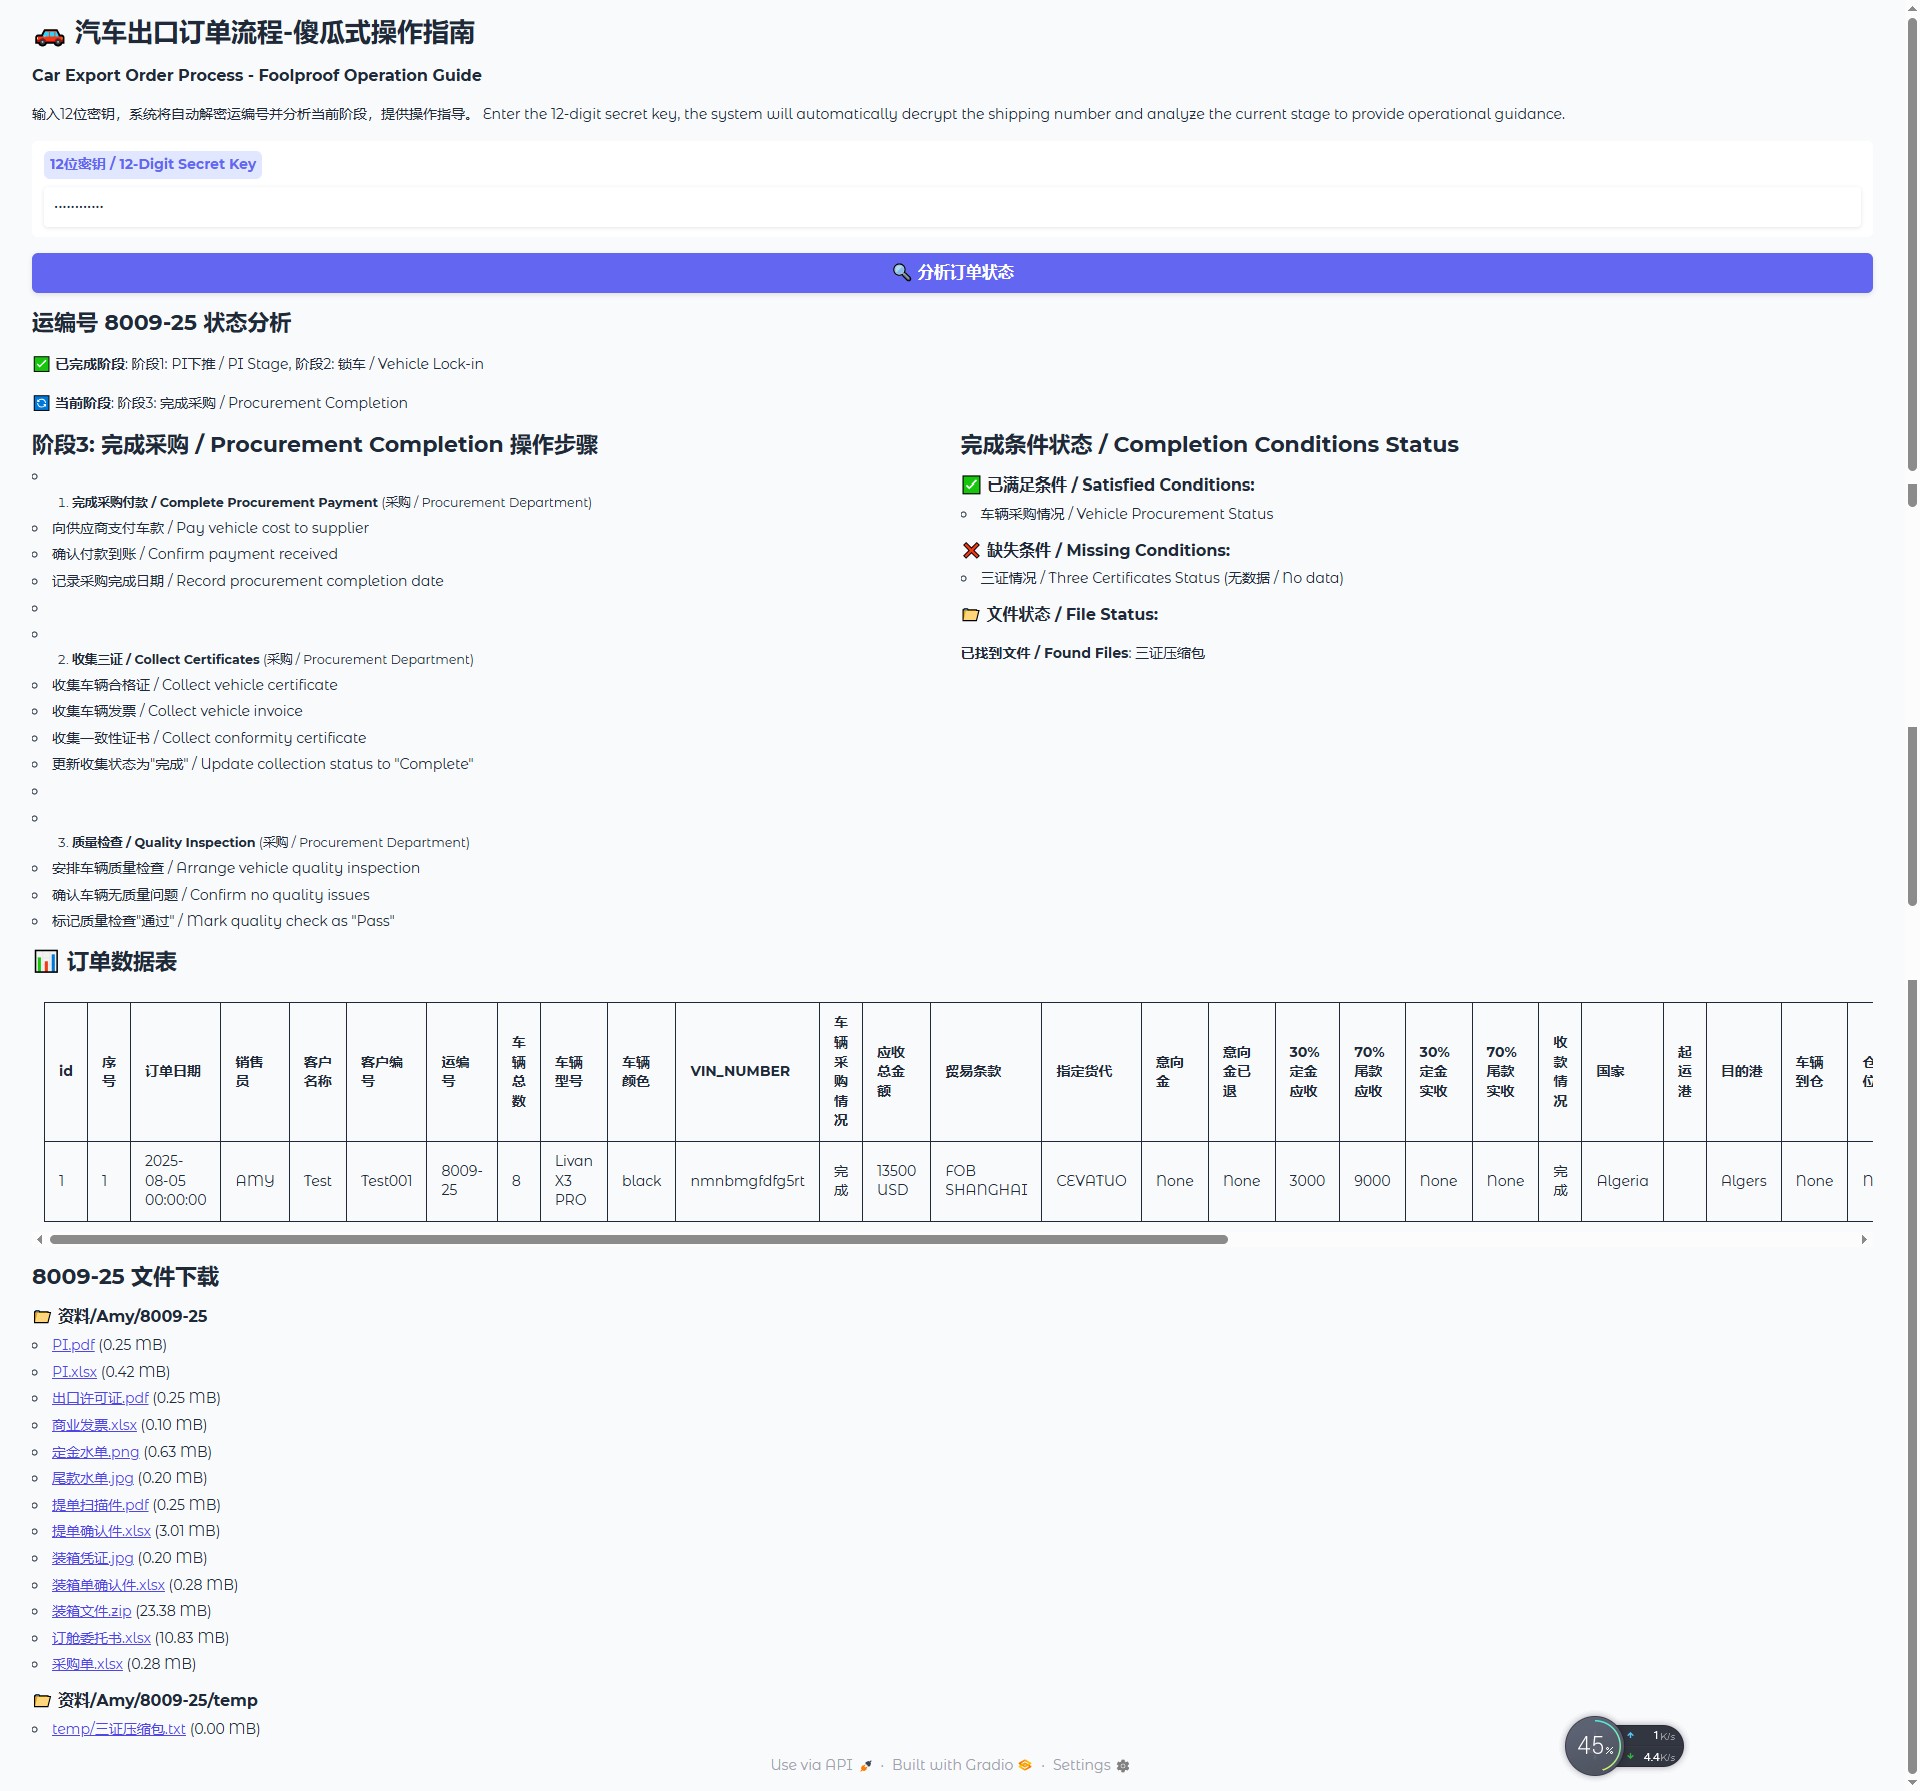 🚗 汽车出口订单流程-傻瓜式操作指南
Car Export Order Process - Foolproof Operation Guide
输入12位密钥，系统将自动解密运编号并分析当前阶段，提供操作指导。 Enter the 12-digit secret key, the system will automatically decrypt the shipping number and analyze the current stage to provide operational guidance.
12位密钥 / 12-Digit Secret Key
············
🔍 分析订单状态
运编号 8009-25 状态分析
✅ 已完成阶段: 阶段1: PI下推 / PI Stage, 阶段2: 锁车 / Vehicle Lock-in
🔄 当前阶段: 阶段3: 完成采购 / Procurement Completion
阶段3: 完成采购 / Procurement Completion 操作步骤
1. 完成采购付款 / Complete Procurement Payment (采购 / Procurement Department)
向供应商支付车款 / Pay vehicle cost to supplier
确认付款到账 / Confirm payment received
记录采购完成日期 / Record procurement completion date
2. 收集三证 / Collect Certificates (采购 / Procurement Department)
收集车辆合格证 / Collect vehicle certificate
收集车辆发票 / Collect vehicle invoice
收集一致性证书 / Collect conformity certificate
更新收集状态为"完成" / Update collection status to "Complete"
3. 质量检查 / Quality Inspection (采购 / Procurement Department)
安排车辆质量检查 / Arrange vehicle quality inspection
确认车辆无质量问题 / Confirm no quality issues
标记质量检查"通过" / Mark quality check as "Pass"
完成条件状态 / Completion Conditions Status
✅ 已满足条件 / Satisfied Conditions:
车辆采购情况 / Vehicle Procurement Status
❌ 缺失条件 / Missing Conditions:
三证情况 / Three Certificates Status (无数据 / No data)
📁 文件状态 / File Status:
已找到文件 / Found Files: 三证压缩包
📊 订单数据表
id 序号 订单日期 销售员 客户名称 客户编号 运编号 车辆总数 车辆型号 车辆颜色 VIN_NUMBER 车辆采购情况 应收总金额 贸易条款 指定货代 意向金 意向金已退 30%定金应收 70%尾款应收 30%定金实收 70%尾款实收 收款情况 国家 起运港 目的港 车辆到仓
1 1 2025-08-05 00:00:00 AMY Test Test001 8009-25 8 Livan X3 PRO black nmnbmgfdfg5rt 完成 13500 USD FOB SHANGHAI CEVATUO None None 3000 9000 None None 完成 Algeria Algers None
8009-25 文件下载
📁 资料/Amy/8009-25
PI.pdf (0.25 MB)
PI.xlsx (0.42 MB)
出口许可证.pdf (0.25 MB)
商业发票.xlsx (0.10 MB)
定金水单.png (0.63 MB)
尾款水单.jpg (0.20 MB)
提单扫描件.pdf (0.25 MB)
提单确认件.xlsx (3.01 MB)
装箱凭证.jpg (0.20 MB)
装箱单确认件.xlsx (0.28 MB)
装箱文件.zip (23.38 MB)
订舱委托书.xlsx (10.83 MB)
采购单.xlsx (0.28 MB)
📁 资料/Amy/8009-25/temp
temp/三证压缩包.txt (0.00 MB)
45%
↑ 1K/s
↓ 4.4K/s
Use via API 🚀 · Built with Gradio · Settings ⚙